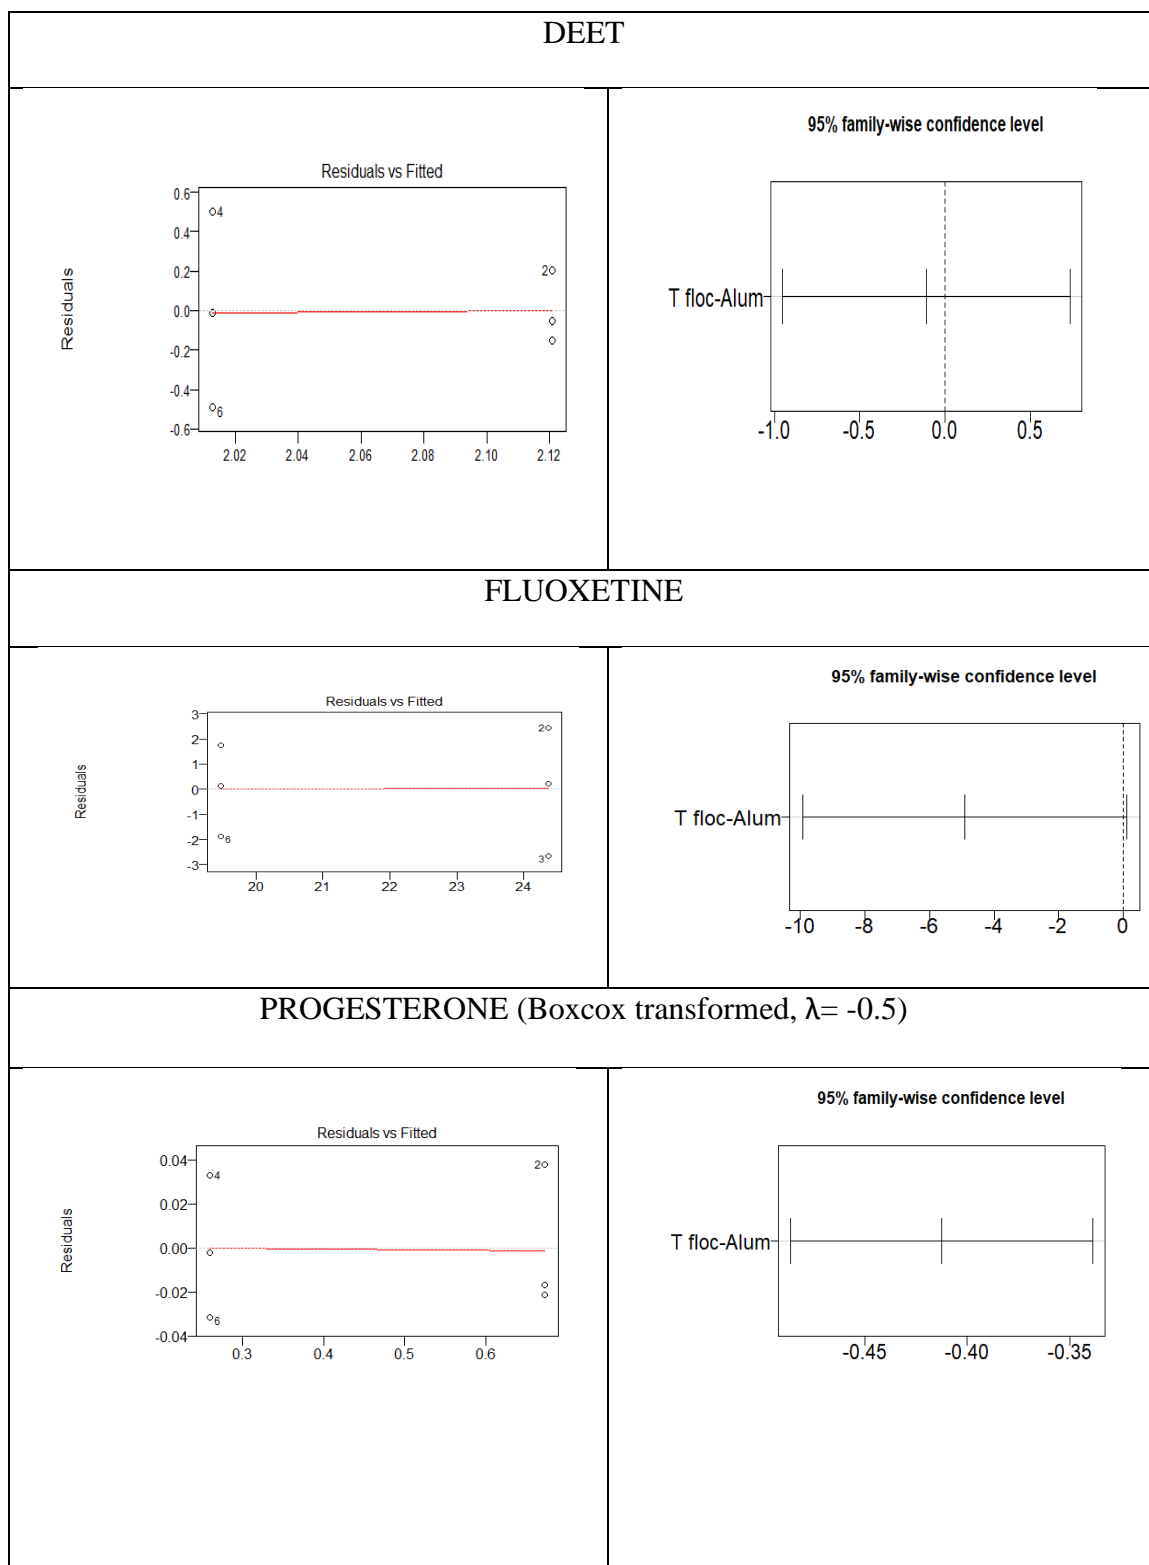 DEET
Residuals vs Fitted
Residuals
0.6
0.4
0.2
0.0
-0.2
-0.4
-0.6
4
6
2
2.02 2.04 2.06 2.08 2.10 2.12
95% family-wise confidence level
T floc-Alum
-1.0 -0.5 0.0 0.5
FLUOXETINE
Residuals vs Fitted
Residuals
3
2
1
0
-1
-2
-3
6
2
3
20 21 22 23 24
95% family-wise confidence level
T floc-Alum
-10 -8 -6 -4 -2 0
PROGESTERONE (Boxcox transformed, λ= -0.5)
Residuals vs Fitted
Residuals
0.04
0.02
0.00
-0.02
-0.04
4
6
2
0.3 0.4 0.5 0.6
95% family-wise confidence level
T floc-Alum
-0.45 -0.40 -0.35